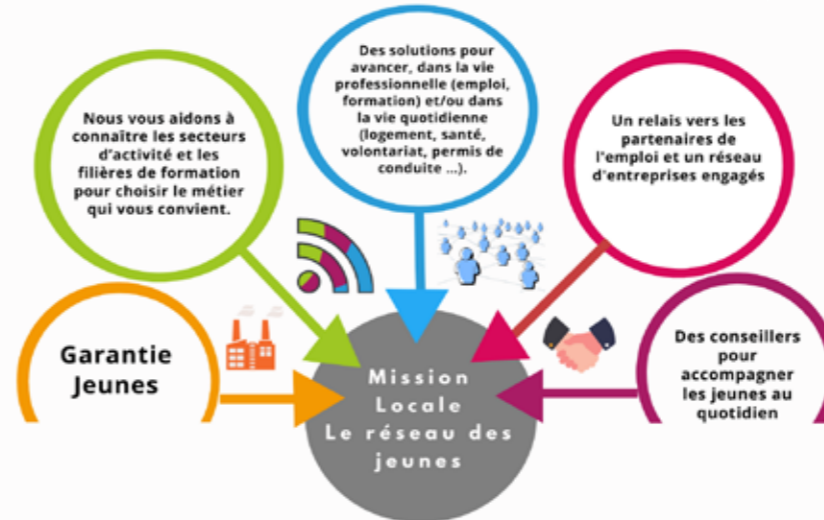 Nous vous aidons à
connaître les secteurs
d'activité et les
filières de formation
pour choisir le métier
qui vous convient.
Des solutions pour
avancer, dans la vie
professionnelle (emploi,
formation) et/ou dans
la vie quotidienne
(logement, santé,
volontariat, permis de
conduite ...).
Un relais vers les
partenaires de
l'emploi et un réseau
d'entreprises engagés
Garantie
Jeunes
Des conseillers
pour
accompagner
les jeunes au
quotidien
Mission
Locale
Le réseau des
jeunes